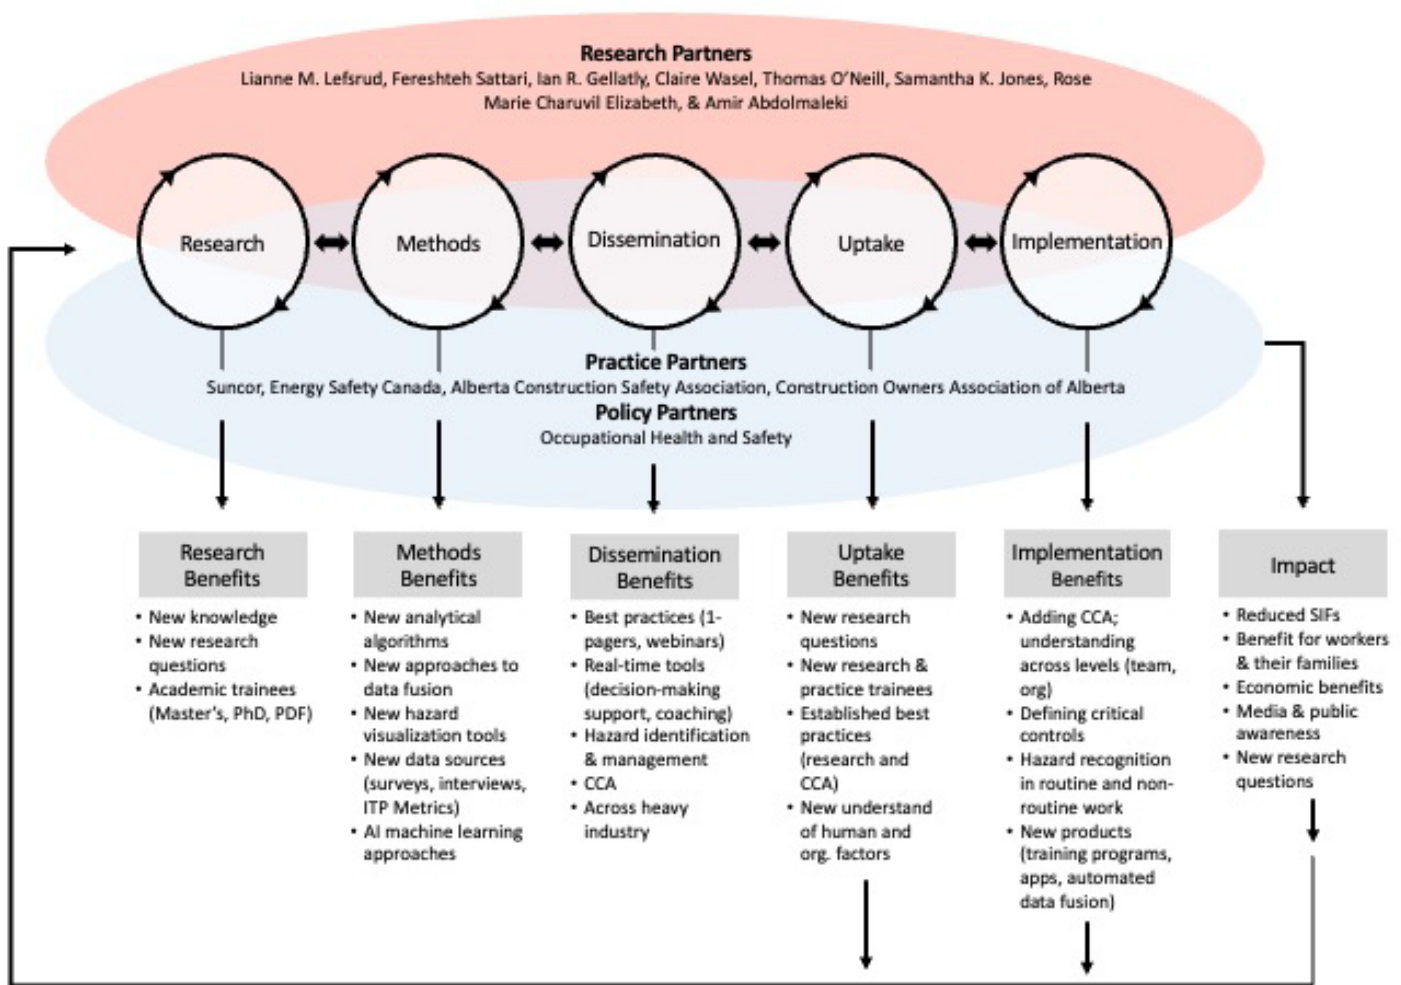 Research Partners
Lianne M. Lefsrud, Fereshteh Sattari, Ian R. Gellatly, Claire Wasel, Thomas O'Neill, Samantha K. Jones, Rose
Marie Charuvil Elizabeth, & Amir Abdolmaleki
Research
Methods
Dissemination
Uptake
Implementation
Practice Partners
Suncor, Energy Safety Canada, Alberta Construction Safety Association, Construction Owners Association of Alberta
Policy Partners
Occupational Health and Safety
Research
Benefits
• New knowledge
• New research
questions
• Academic trainees
(Master's, PhD, PDF)
Methods
Benefits
• New analytical
algorithms
• New approaches to
data fusion
• New hazard
visualization tools
• New data sources
(surveys, interviews,
ITP Metrics)
• AI machine learning
approaches
Dissemination
Benefits
• Best practices (1-
pagers, webinars)
• Real-time tools
(decision-making
support, coaching)
• Hazard identification
& management
• CCA
• Across heavy
industry
Uptake
Benefits
• New research
questions
• New research &
practice trainees
• Established best
practices
(research and
CCA)
• New understand
of human and
org. factors
Implementation
Benefits
• Adding CCA;
understanding
across levels (team,
org)
• Defining critical
controls
• Hazard recognition
in routine and non-
routine work
• New products
(training programs,
apps, automated
data fusion)
Impact
• Reduced SIFs
• Benefit for workers
& their families
• Economic benefits
• Media & public
awareness
• New research
questions